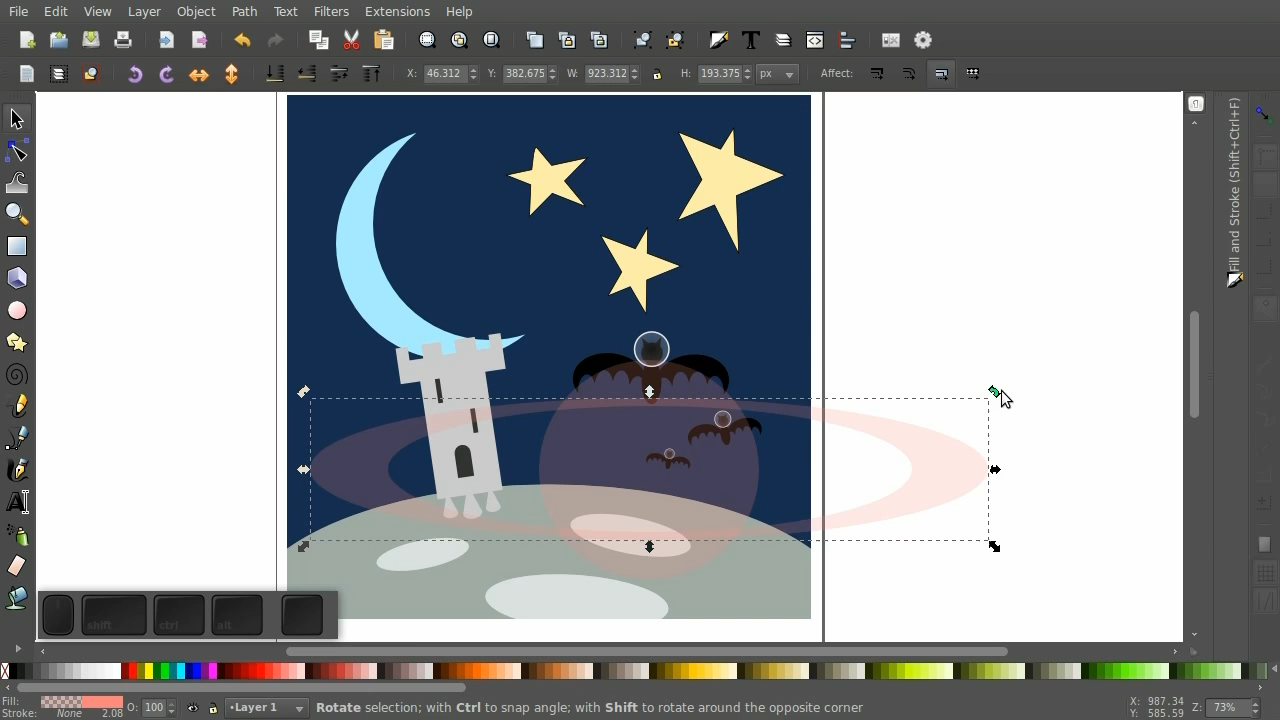 File Edit View Layer Object Path Text Filters Extensions Help
X: 46.312 Y: 382.675 W: 923.312 H: 193.375 px Affect:
Fill and Stroke (Shift+Ctrl+F)
shift ctrl alt
Fill: O: 100 •Layer 1 Rotate selection; with Ctrl to snap angle; with Shift to rotate around the opposite corner X: 987.34 Z: 73%
Stroke: None 2.08 Y: 585.59